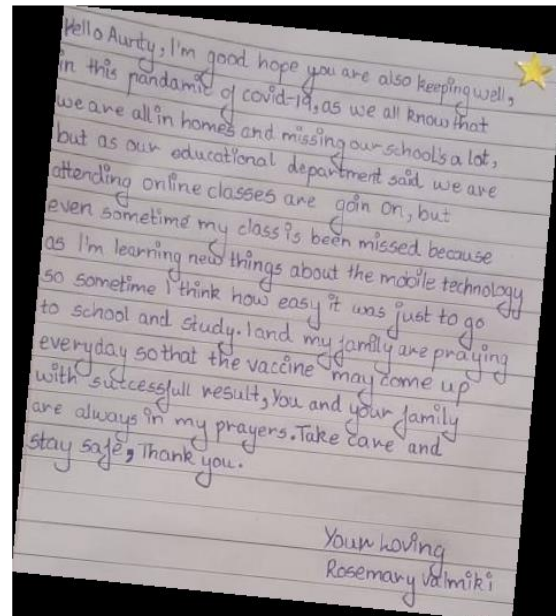 Hello Aunty, I'm good hope you are also keeping well,
in this pandamic of covid-19, as we all know that
we are all in homes and missing our school's a lot,
but as our educational department said we are
attending online classes are goin on, but
even sometime my class is been missed because
as I'm learning new things about the mobile technology
so sometime I think how easy it was just to go
to school and study. I and my family are praying
everyday so that the vaccine may come up
with successfull result, You and your family
are always in my prayers. Take care and
stay safe, Thank you.
Your Loving
Rosemary Valmiki